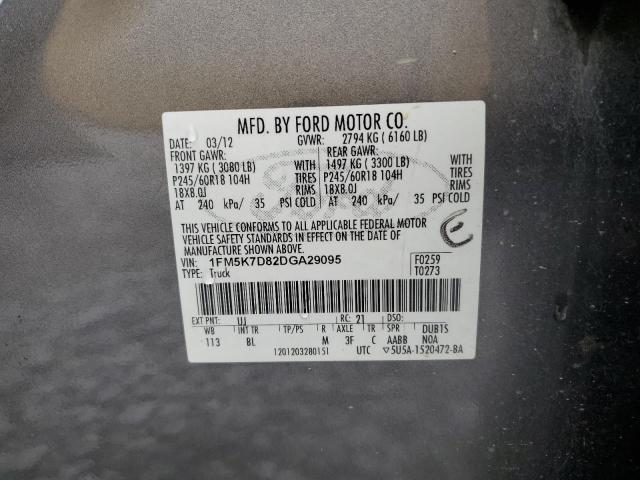 MFD. BY FORD MOTOR CO.
DATE: 03/12 GVWR: 2794 KG ( 6160 LB)
FRONT GAWR: REAR GAWR:
1397 KG ( 3080 LB) WITH 1497 KG ( 3300 LB) WITH
P245/60R18 104H TIRES P245/60R18 104H TIRES
18X8.0J RIMS 18X8.0J RIMS
AT 240 kPa/ 35 PSI COLD AT 240 kPa/ 35 PSI COLD
THIS VEHICLE CONFORMS TO ALL APPLICABLE FEDERAL MOTOR
VEHICLE SAFETY STANDARDS IN EFFECT ON THE DATE OF
MANUFACTURE SHOWN ABOVE.
VIN: 1FM5K7D82DGA29095 F0259
TYPE: Truck T0273
EXT PNT: UJ RC: 21 DSO:
WB INT TR TP/PS R AXLE TR SPR DUBTS
113 BL M 3F C AABB NOA
1201203280151 UTC ▽5U5A-1520472-BA